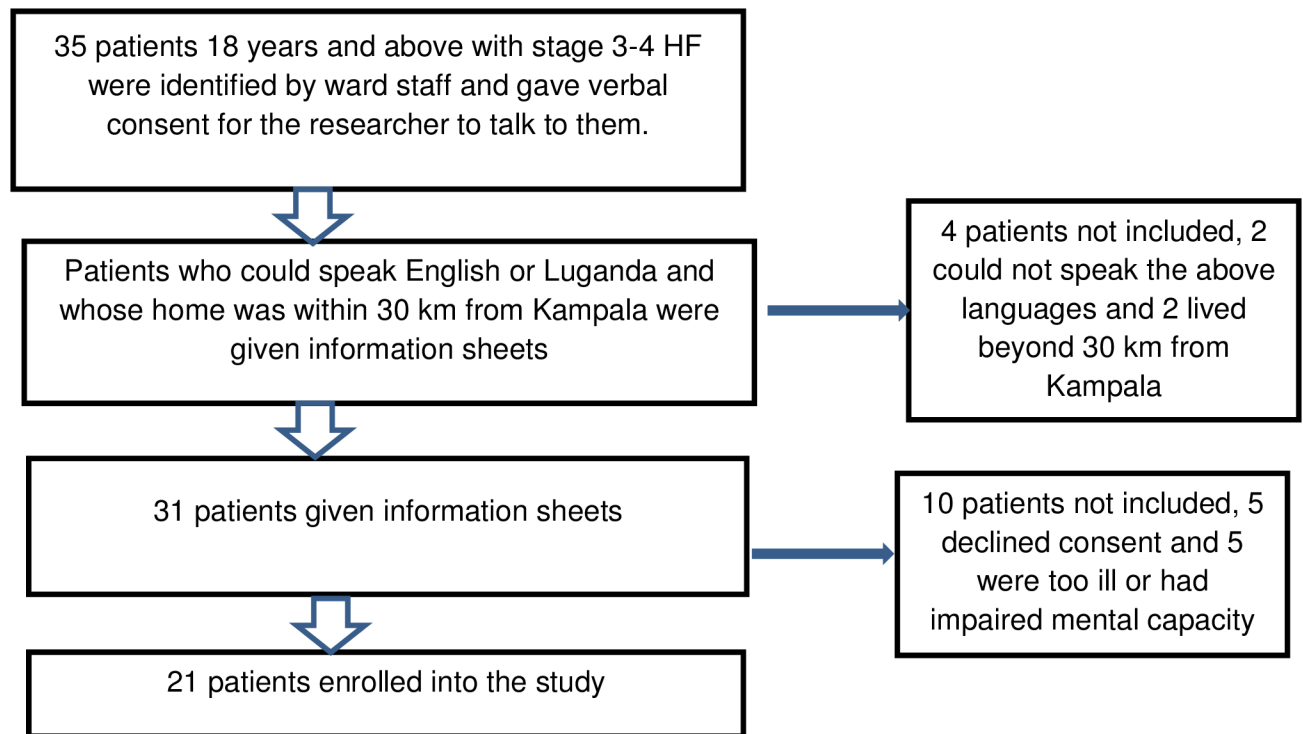 35 patients 18 years and above with stage 3-4 HF
were identified by ward staff and gave verbal
consent for the researcher to talk to them.
Patients who could speak English or Luganda and
whose home was within 30 km from Kampala were
given information sheets
4 patients not included, 2
could not speak the above
languages and 2 lived
beyond 30 km from
Kampala
31 patients given information sheets
10 patients not included, 5
declined consent and 5
were too ill or had
impaired mental capacity
21 patients enrolled into the study